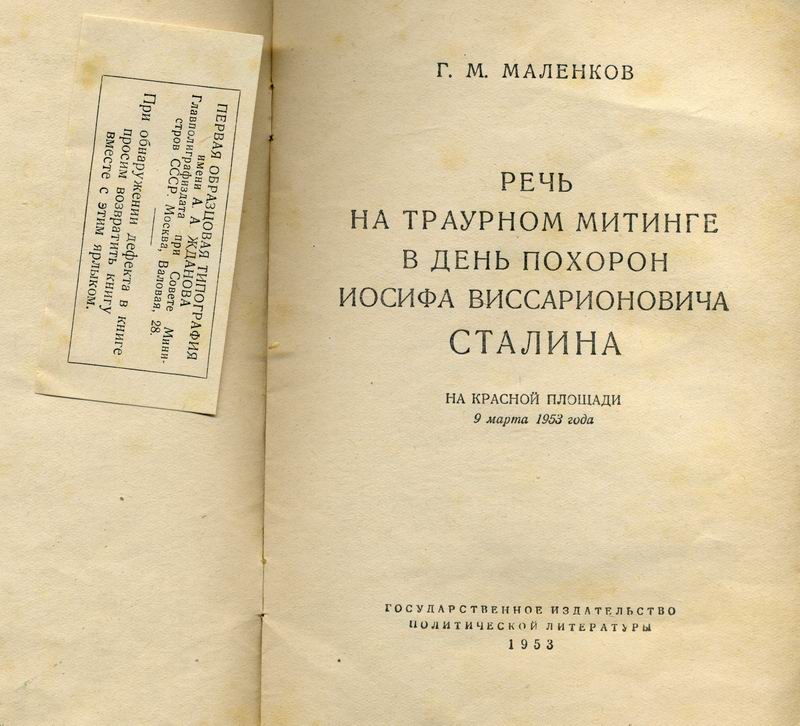 ПЕРВАЯ ОБРАЗЦОВАЯ ТИПОГРАФИЯ
имени А. А. ЖДАНОВА
Главполиграфиздата при Совете Мини-
стров СССР. Москва, Валовая, 28.
При обнаружении дефекта в книге
просим возвратить книгу
вместе с этим ярлыком.
Г. М. МАЛЕНКОВ
РЕЧЬ
НА ТРАУРНОМ МИТИНГЕ
В ДЕНЬ ПОХОРОН
ИОСИФА ВИССАРИОНОВИЧА
СТАЛИНА
НА КРАСНОЙ ПЛОЩАДИ
9 марта 1953 года
ГОСУДАРСТВЕННОЕ ИЗДАТЕЛЬСТВО
ПОЛИТИЧЕСКОЙ ЛИТЕРАТУРЫ
1953